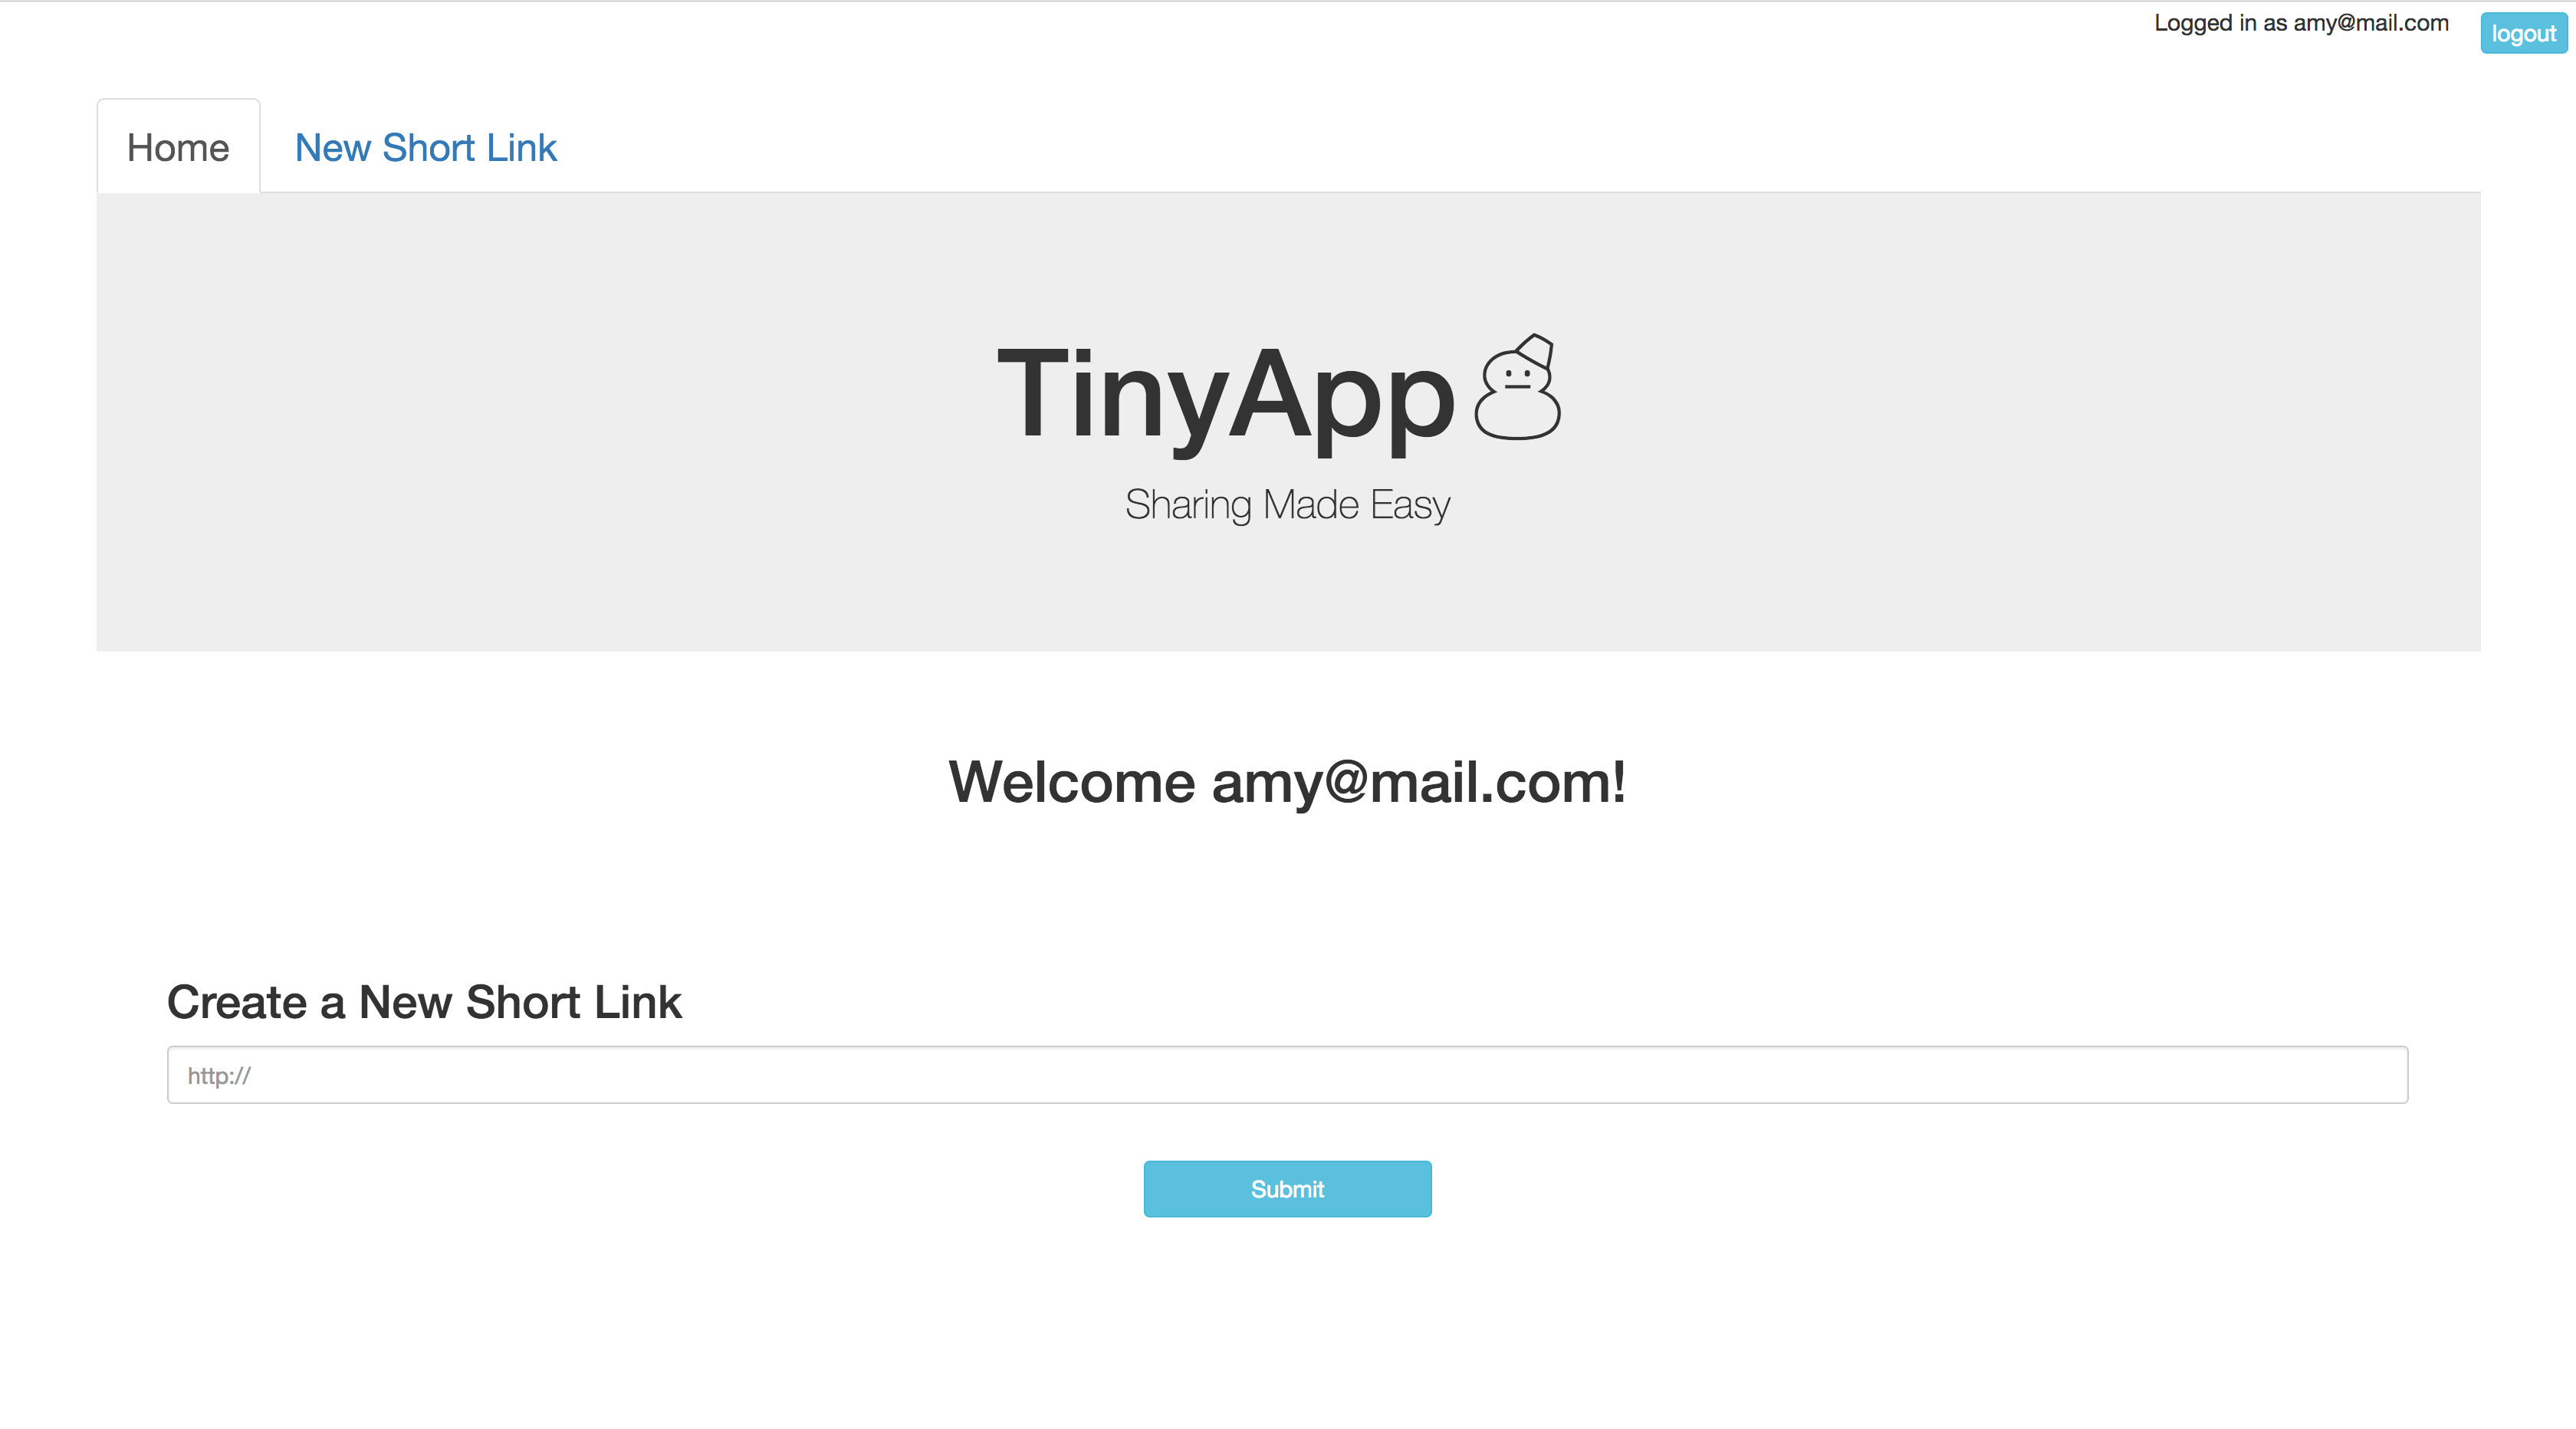 Logged in as amy@mail.com
logout
Home
New Short Link
TinyApp
Sharing Made Easy
Welcome amy@mail.com!
Create a New Short Link
http://
Submit